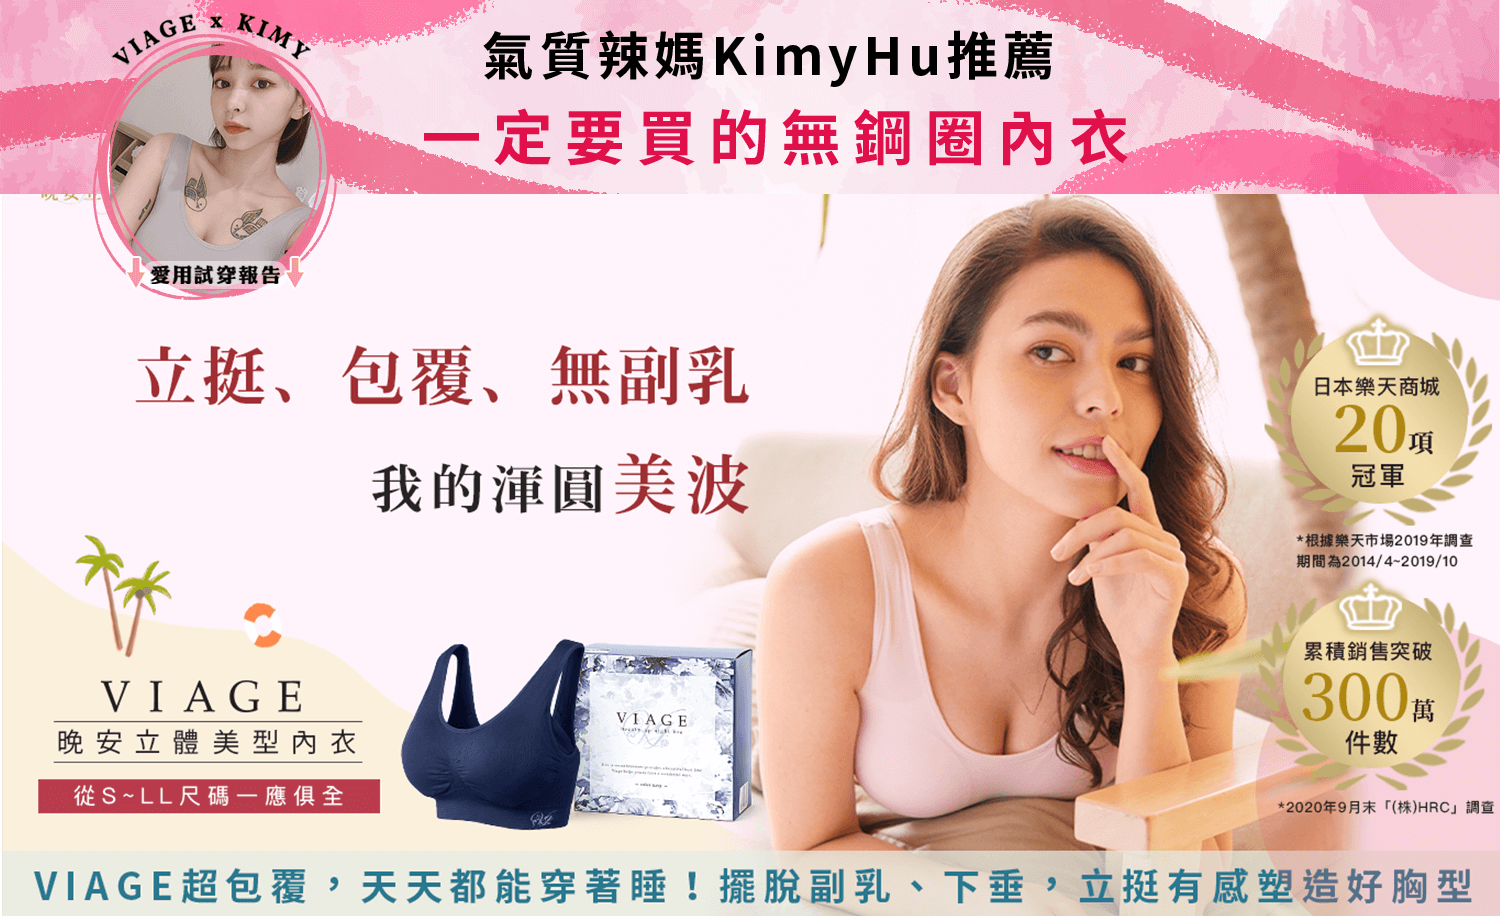 VIAGE x KIMY
氣質辣媽KimyHu推薦
一定要買的無鋼圈內衣
愛用試穿報告
立挺、包覆、無副乳
我的渾圓美波
日本樂天商城
20項
冠軍
*根據樂天市場2019年調查
期間為2014/4~2019/10
累積銷售突破
300萬
件數
*2020年9月末「(株)HRC」調查
VIAGE
晚安立體美型內衣
從S~LL尺碼一應俱全
VIAGE
VIAGE超包覆，天天都能穿著睡！擺脫副乳、下垂，立挺有感塑造好胸型